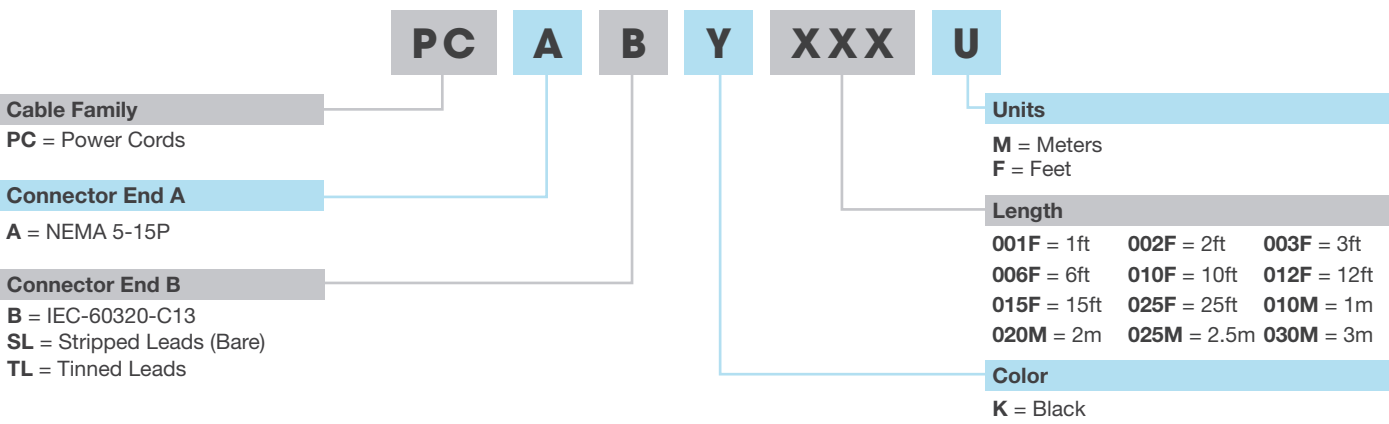 PC A B Y XXX U
Cable Family
PC = Power Cords
Connector End A
A = NEMA 5-15P
Connector End B
B = IEC-60320-C13
SL = Stripped Leads (Bare)
TL = Tinned Leads
Units
M = Meters
F = Feet
Length
001F = 1ft 002F = 2ft 003F = 3ft
006F = 6ft 010F = 10ft 012F = 12ft
015F = 15ft 025F = 25ft 010M = 1m
020M = 2m 025M = 2.5m 030M = 3m
Color
K = Black